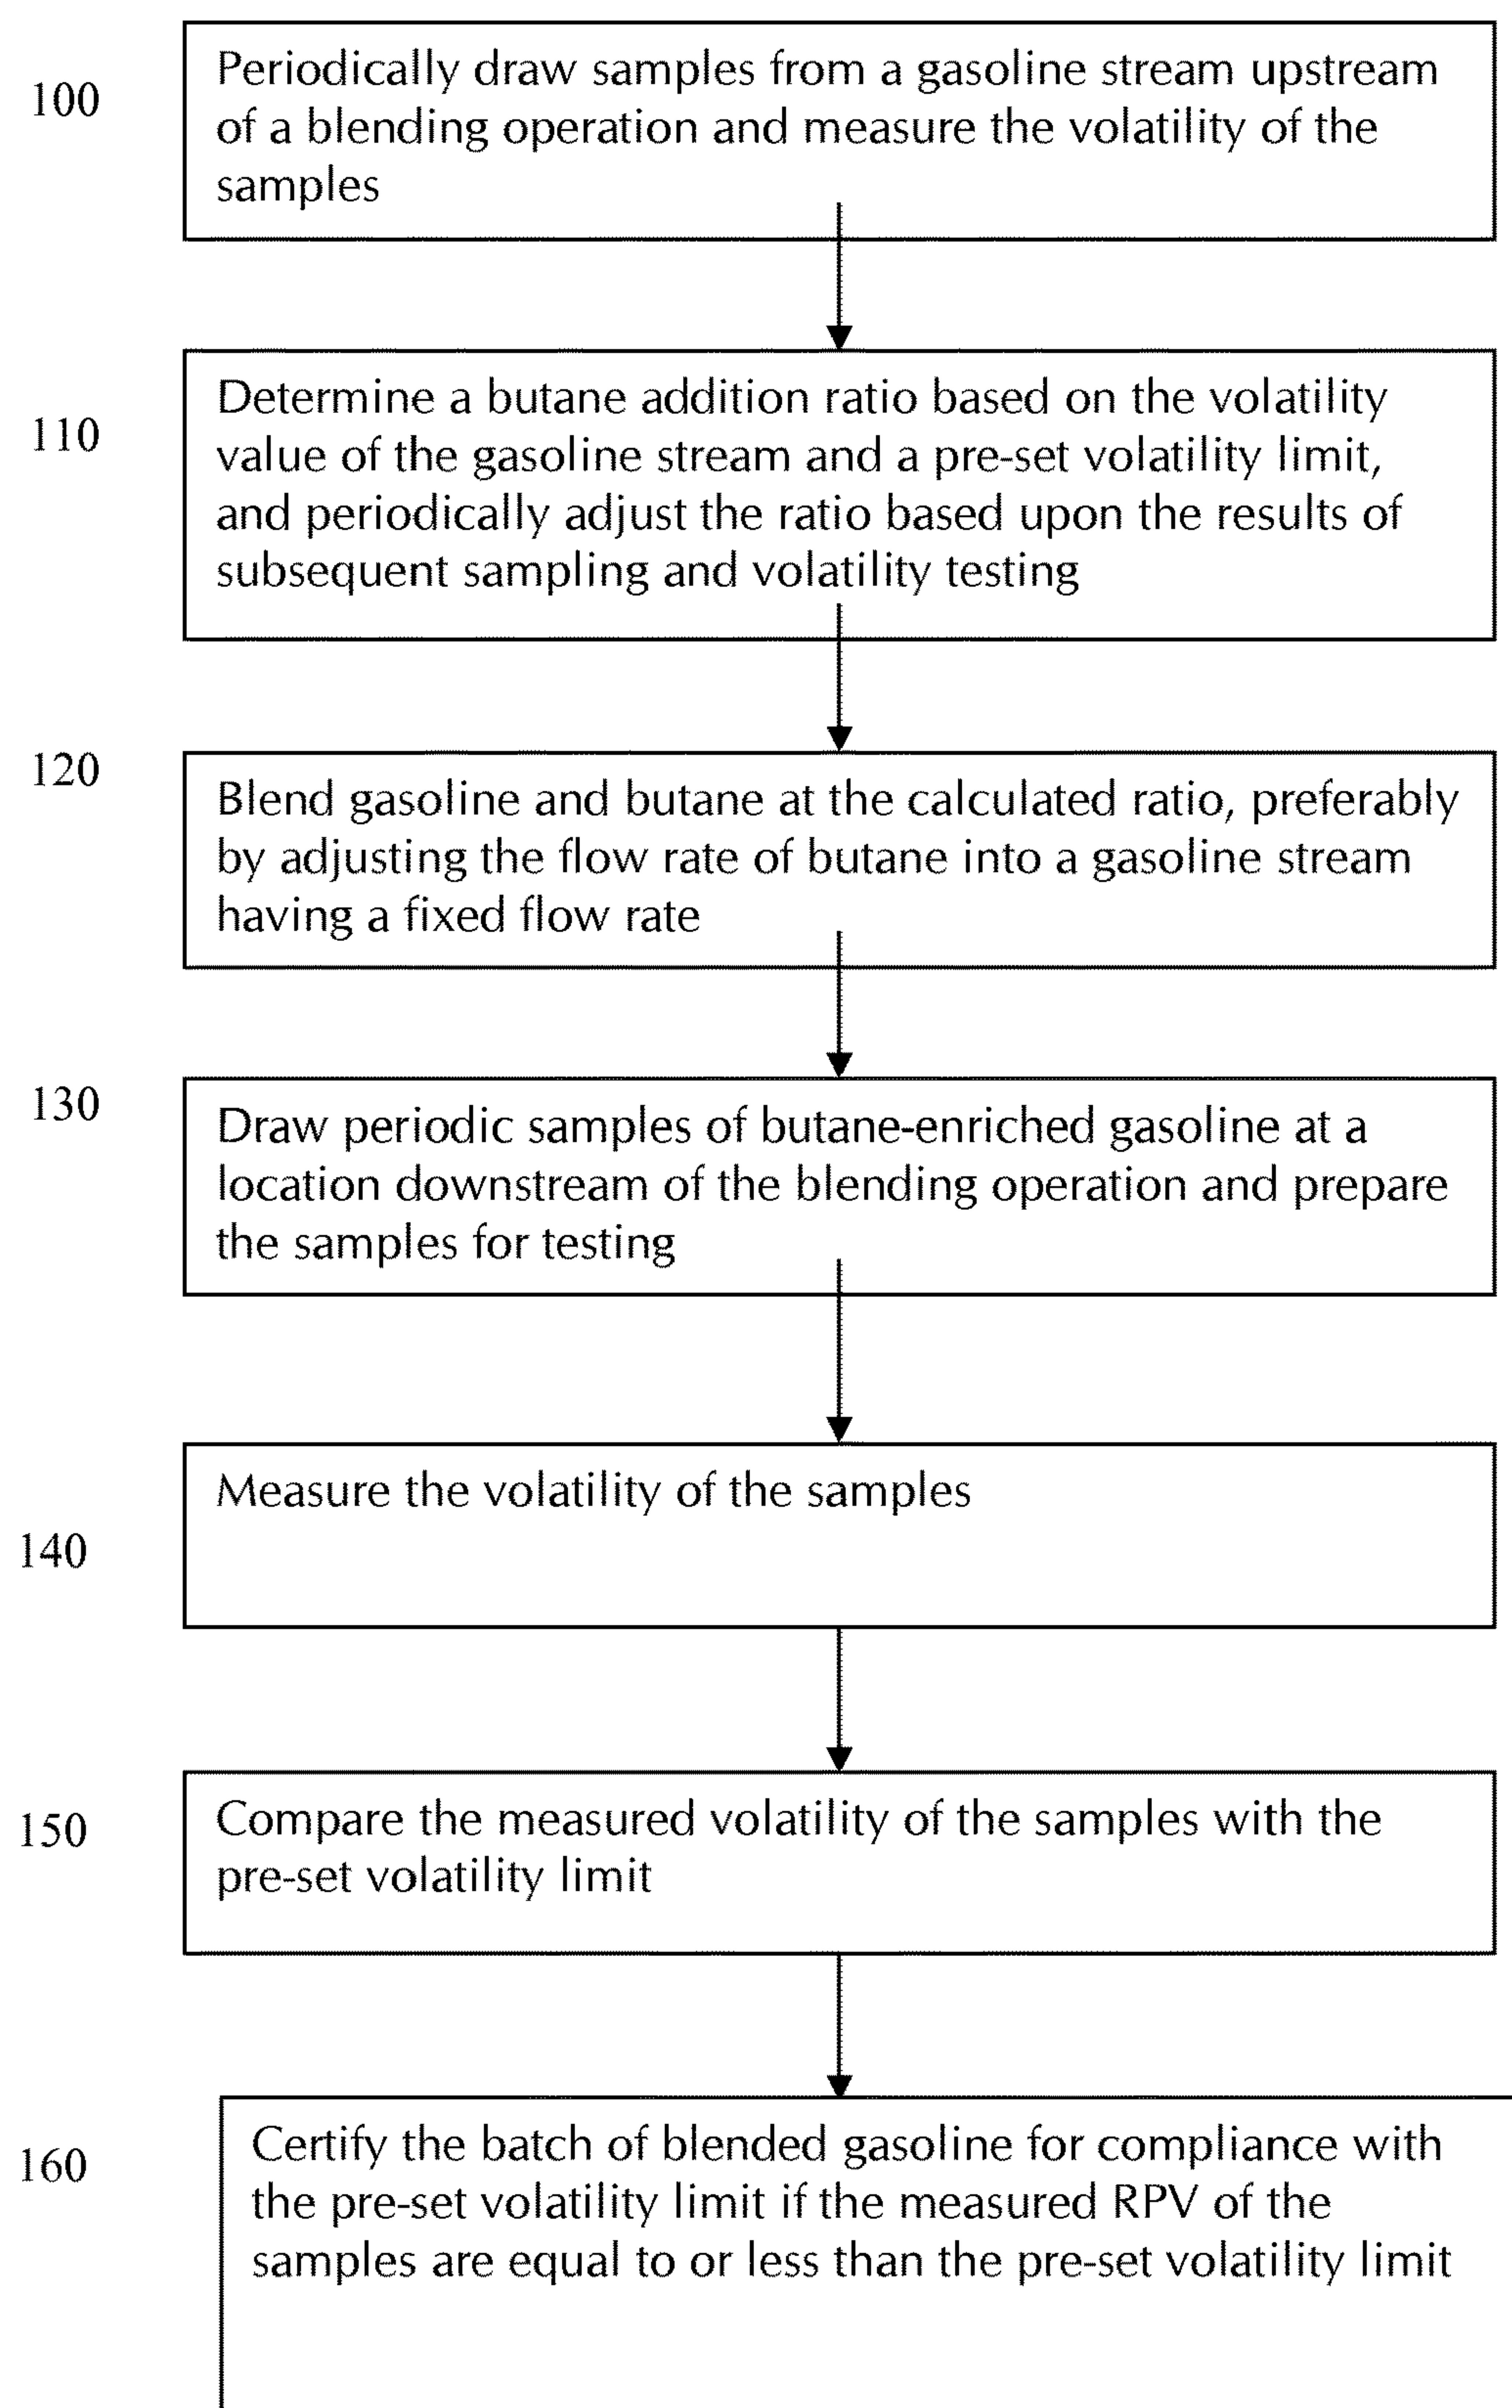 100
Periodically draw samples from a gasoline stream upstream
of a blending operation and measure the volatility of the
samples
110
Determine a butane addition ratio based on the volatility
value of the gasoline stream and a pre-set volatility limit,
and periodically adjust the ratio based upon the results of
subsequent sampling and volatility testing
120
Blend gasoline and butane at the calculated ratio, preferably
by adjusting the flow rate of butane into a gasoline stream
having a fixed flow rate
130
Draw periodic samples of butane-enriched gasoline at a
location downstream of the blending operation and prepare
the samples for testing
140
Measure the volatility of the samples
150
Compare the measured volatility of the samples with the
pre-set volatility limit
160
Certify the batch of blended gasoline for compliance with
the pre-set volatility limit if the measured RPV of the
samples are equal to or less than the pre-set volatility limit